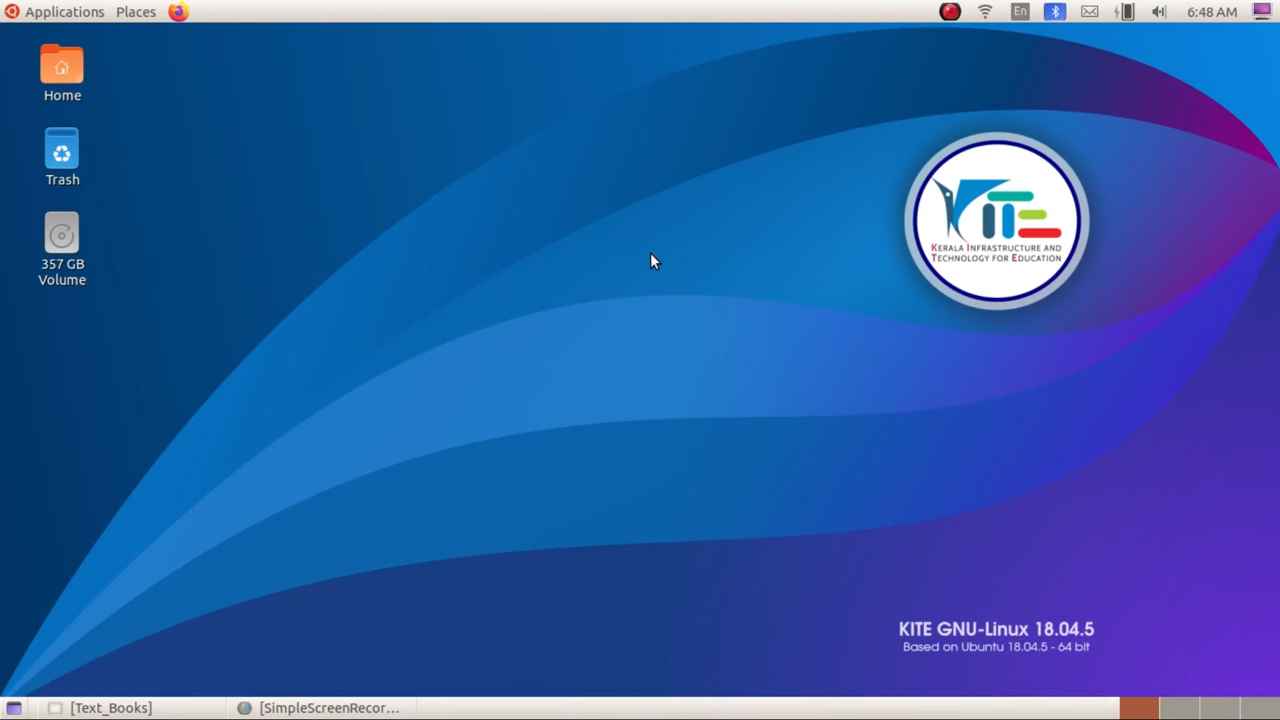 Applications Places
En
6:48 AM
Home
Trash
357 GB
Volume
KITE
KERALA INFRASTRUCTURE AND
TECHNOLOGY FOR EDUCATION
KITE GNU-Linux 18.04.5
Based on Ubuntu 18.04.5 - 64 bit
[Text_Books]
[SimpleScreenRecor...